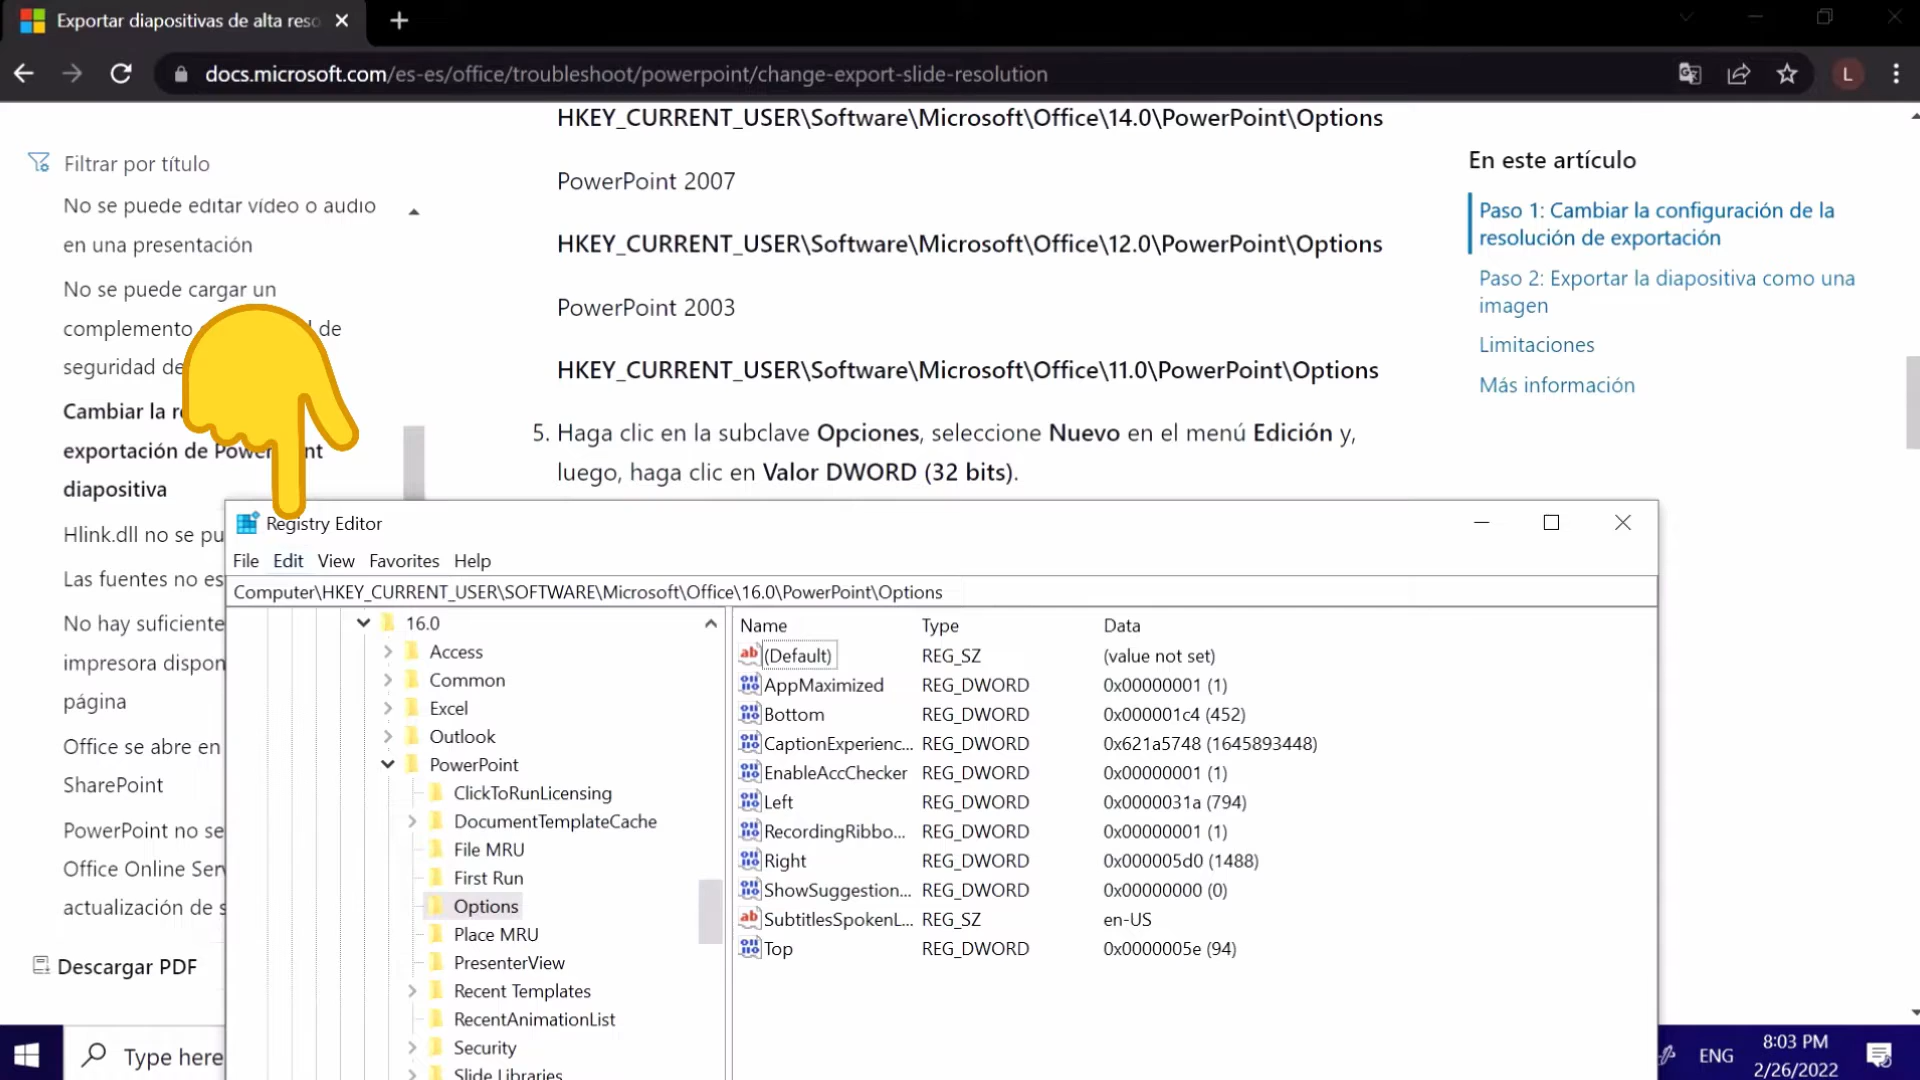 Exportar diapositivas de alta reso
docs.microsoft.com/es-es/office/troubleshoot/powerpoint/change-export-slide-resolution
L
Filtrar por título
No se puede editar vídeo o audio
en una presentación
No se puede cargar un
complemento de
seguridad de
Cambiar la
exportación de PowerPoint
diapositiva
Hlink.dll no se pu
Las fuentes no es
No hay suficiente
impresora dispon
página
Office se abre en
SharePoint
PowerPoint no se
Office Online Ser
actualización de s
Descargar PDF
HKEY_CURRENT_USER\Software\Microsoft\Office\14.0\PowerPoint\Options
PowerPoint 2007
HKEY_CURRENT_USER\Software\Microsoft\Office\12.0\PowerPoint\Options
PowerPoint 2003
HKEY_CURRENT_USER\Software\Microsoft\Office\11.0\PowerPoint\Options
5. Haga clic en la subclave Opciones, seleccione Nuevo en el menú Edición y,
luego, haga clic en Valor DWORD (32 bits).
En este artículo
Paso 1: Cambiar la configuración de la
resolución de exportación
Paso 2: Exportar la diapositiva como una
imagen
Limitaciones
Más información
Registry Editor
File Edit View Favorites Help
Computer\HKEY_CURRENT_USER\SOFTWARE\Microsoft\Office\16.0\PowerPoint\Options
16.0
Access
Common
Excel
Outlook
PowerPoint
ClickToRunLicensing
DocumentTemplateCache
File MRU
First Run
Options
Place MRU
PresenterView
Recent Templates
RecentAnimationList
Security
Slide Libraries
Name Type Data
(Default) REG_SZ (value not set)
AppMaximized REG_DWORD 0x00000001 (1)
Bottom REG_DWORD 0x000001c4 (452)
CaptionExperienc... REG_DWORD 0x621a5748 (1645893448)
EnableAccChecker REG_DWORD 0x00000001 (1)
Left REG_DWORD 0x0000031a (794)
RecordingRibbo... REG_DWORD 0x00000001 (1)
Right REG_DWORD 0x000005d0 (1488)
ShowSuggestion... REG_DWORD 0x00000000 (0)
SubtitlesSpokenL... REG_SZ en-US
Top REG_DWORD 0x0000005e (94)
Type here
ENG
8:03 PM
2/26/2022